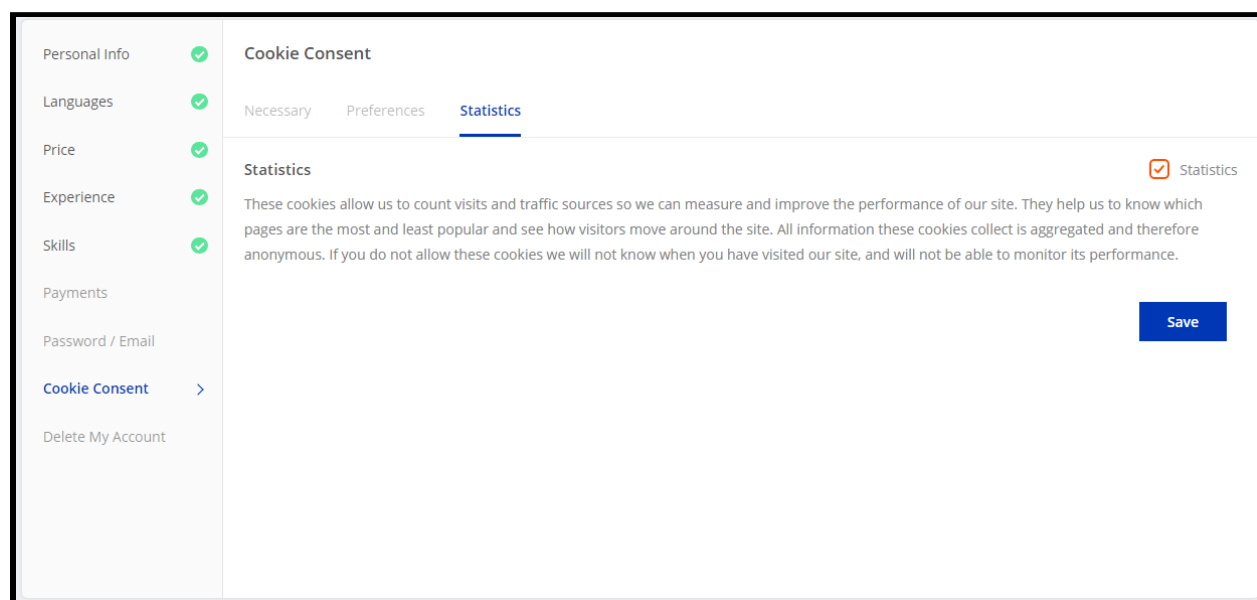 Personal Info
Languages
Price
Experience
Skills
Payments
Password / Email
Cookie Consent
Delete My Account
Cookie Consent
Necessary Preferences Statistics
Statistics
Statistics
These cookies allow us to count visits and traffic sources so we can measure and improve the performance of our site. They help us to know which
pages are the most and least popular and see how visitors move around the site. All information these cookies collect is aggregated and therefore
anonymous. If you do not allow these cookies we will not know when you have visited our site, and will not be able to monitor its performance.
Save